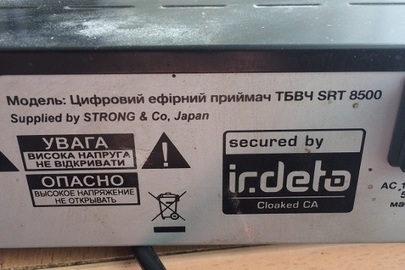 Модель: Цифровий ефірний приймач ТБВЧ SRT 8500
Supplied by STRONG & Co, Japan
УВАГА
ВИСОКА НАПРУГА
НЕ ВІДКРИВАТИ
ОПАСНО
ВЫСОКОЕ НАПРЯЖЕНИЕ
НЕ ОТКРЫВАТЬ
secured by
irdeto
Cloaked CA
AC